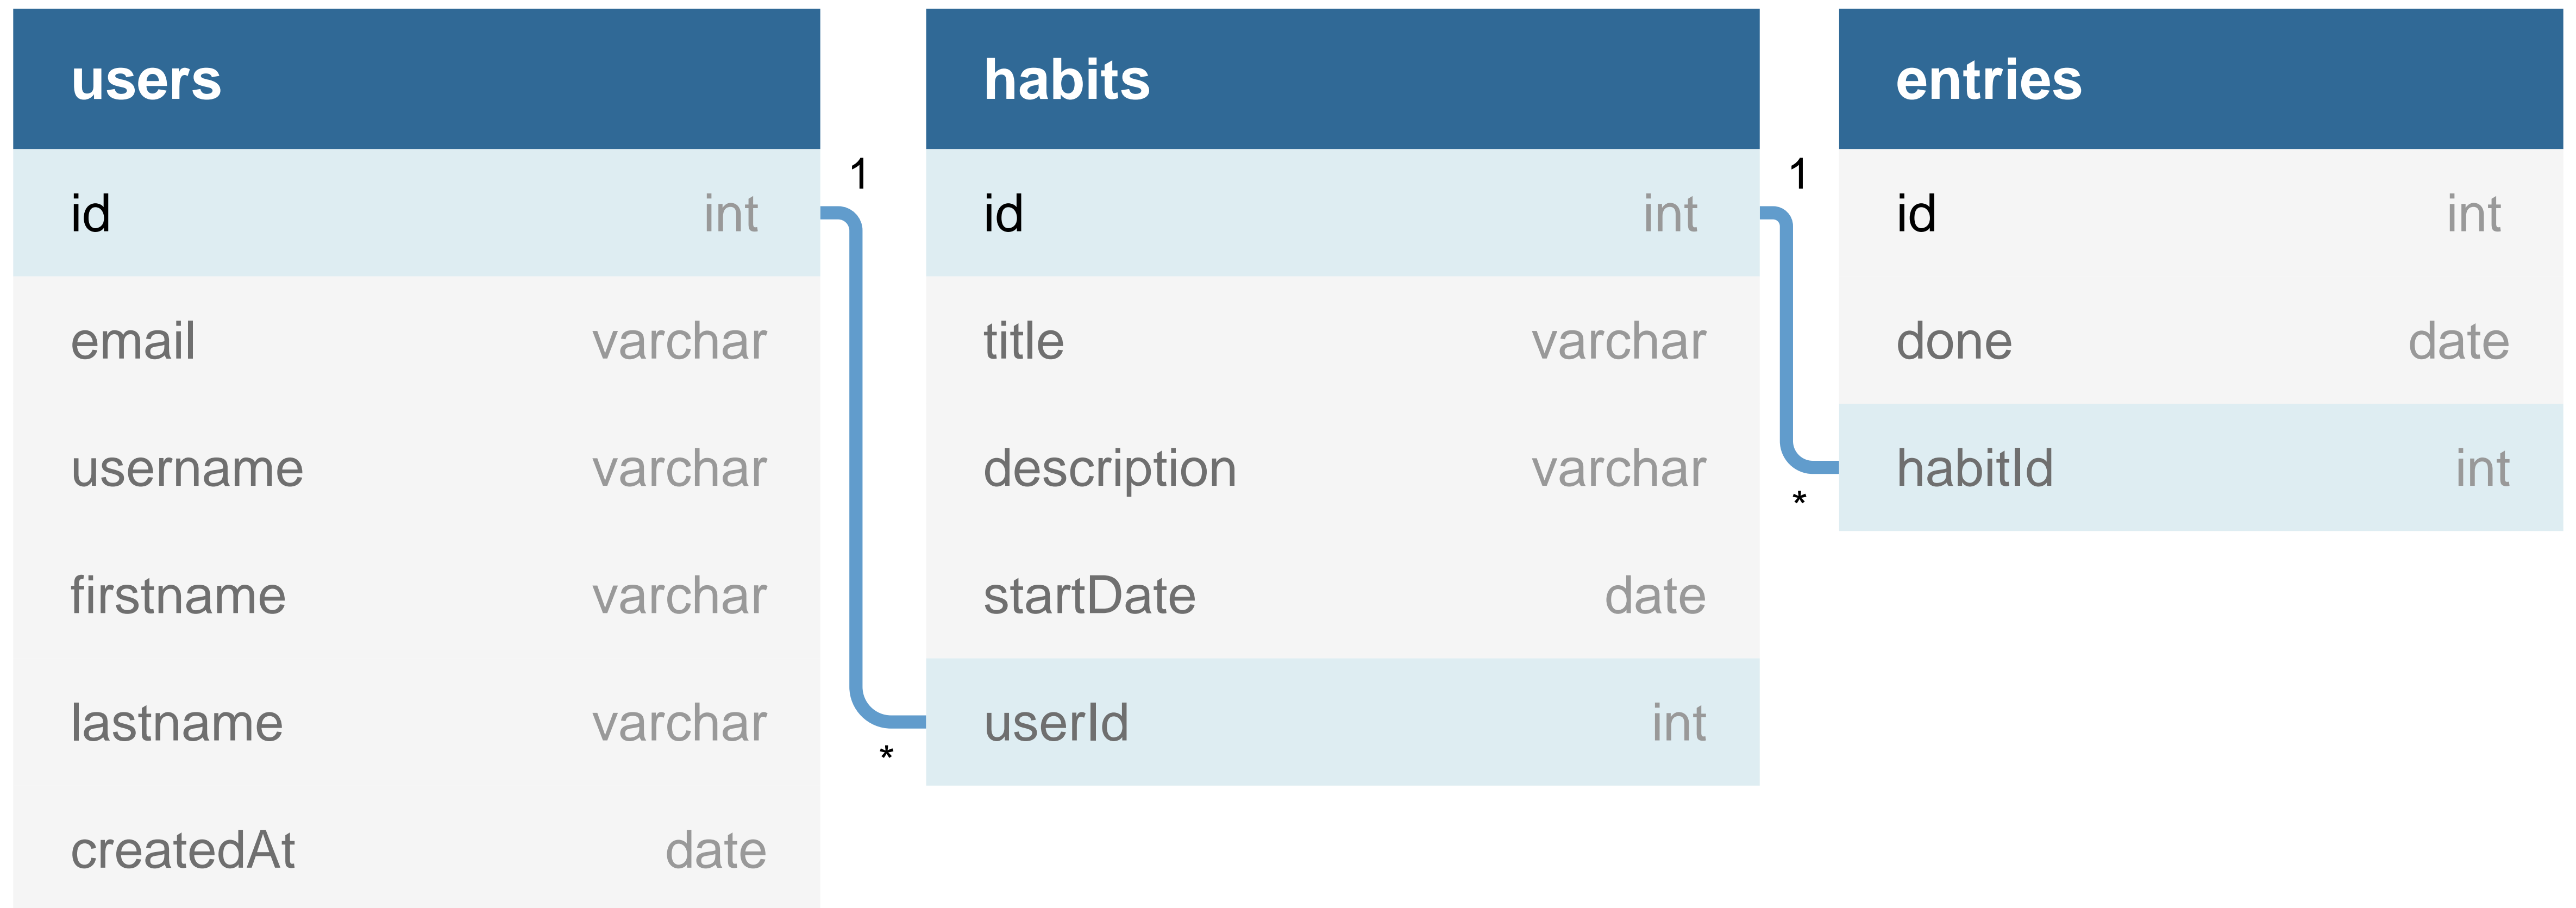 users
id int
email varchar
username varchar
firstname varchar
lastname varchar
createdAt date
1
*
habits
id int
title varchar
description varchar
startDate date
userId int
1
*
entries
id int
done date
habitId int